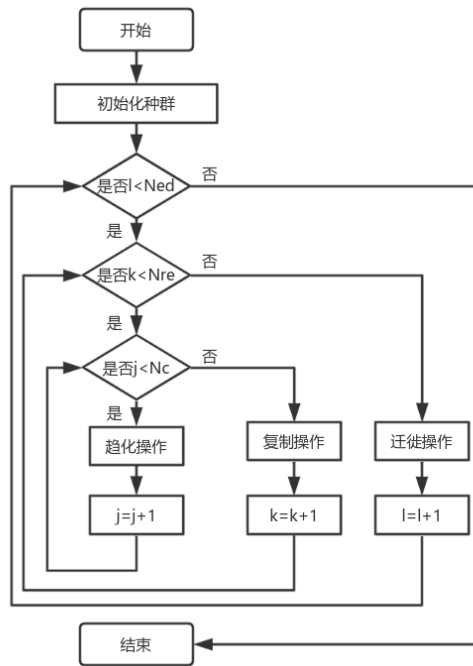 开始
初始化种群
是否l<Ned
否
是
是否k<Nre
否
是
是否j<Nc
否
是
趋化操作
复制操作
迁徙操作
j=j+1
k=k+1
l=l+1
结束